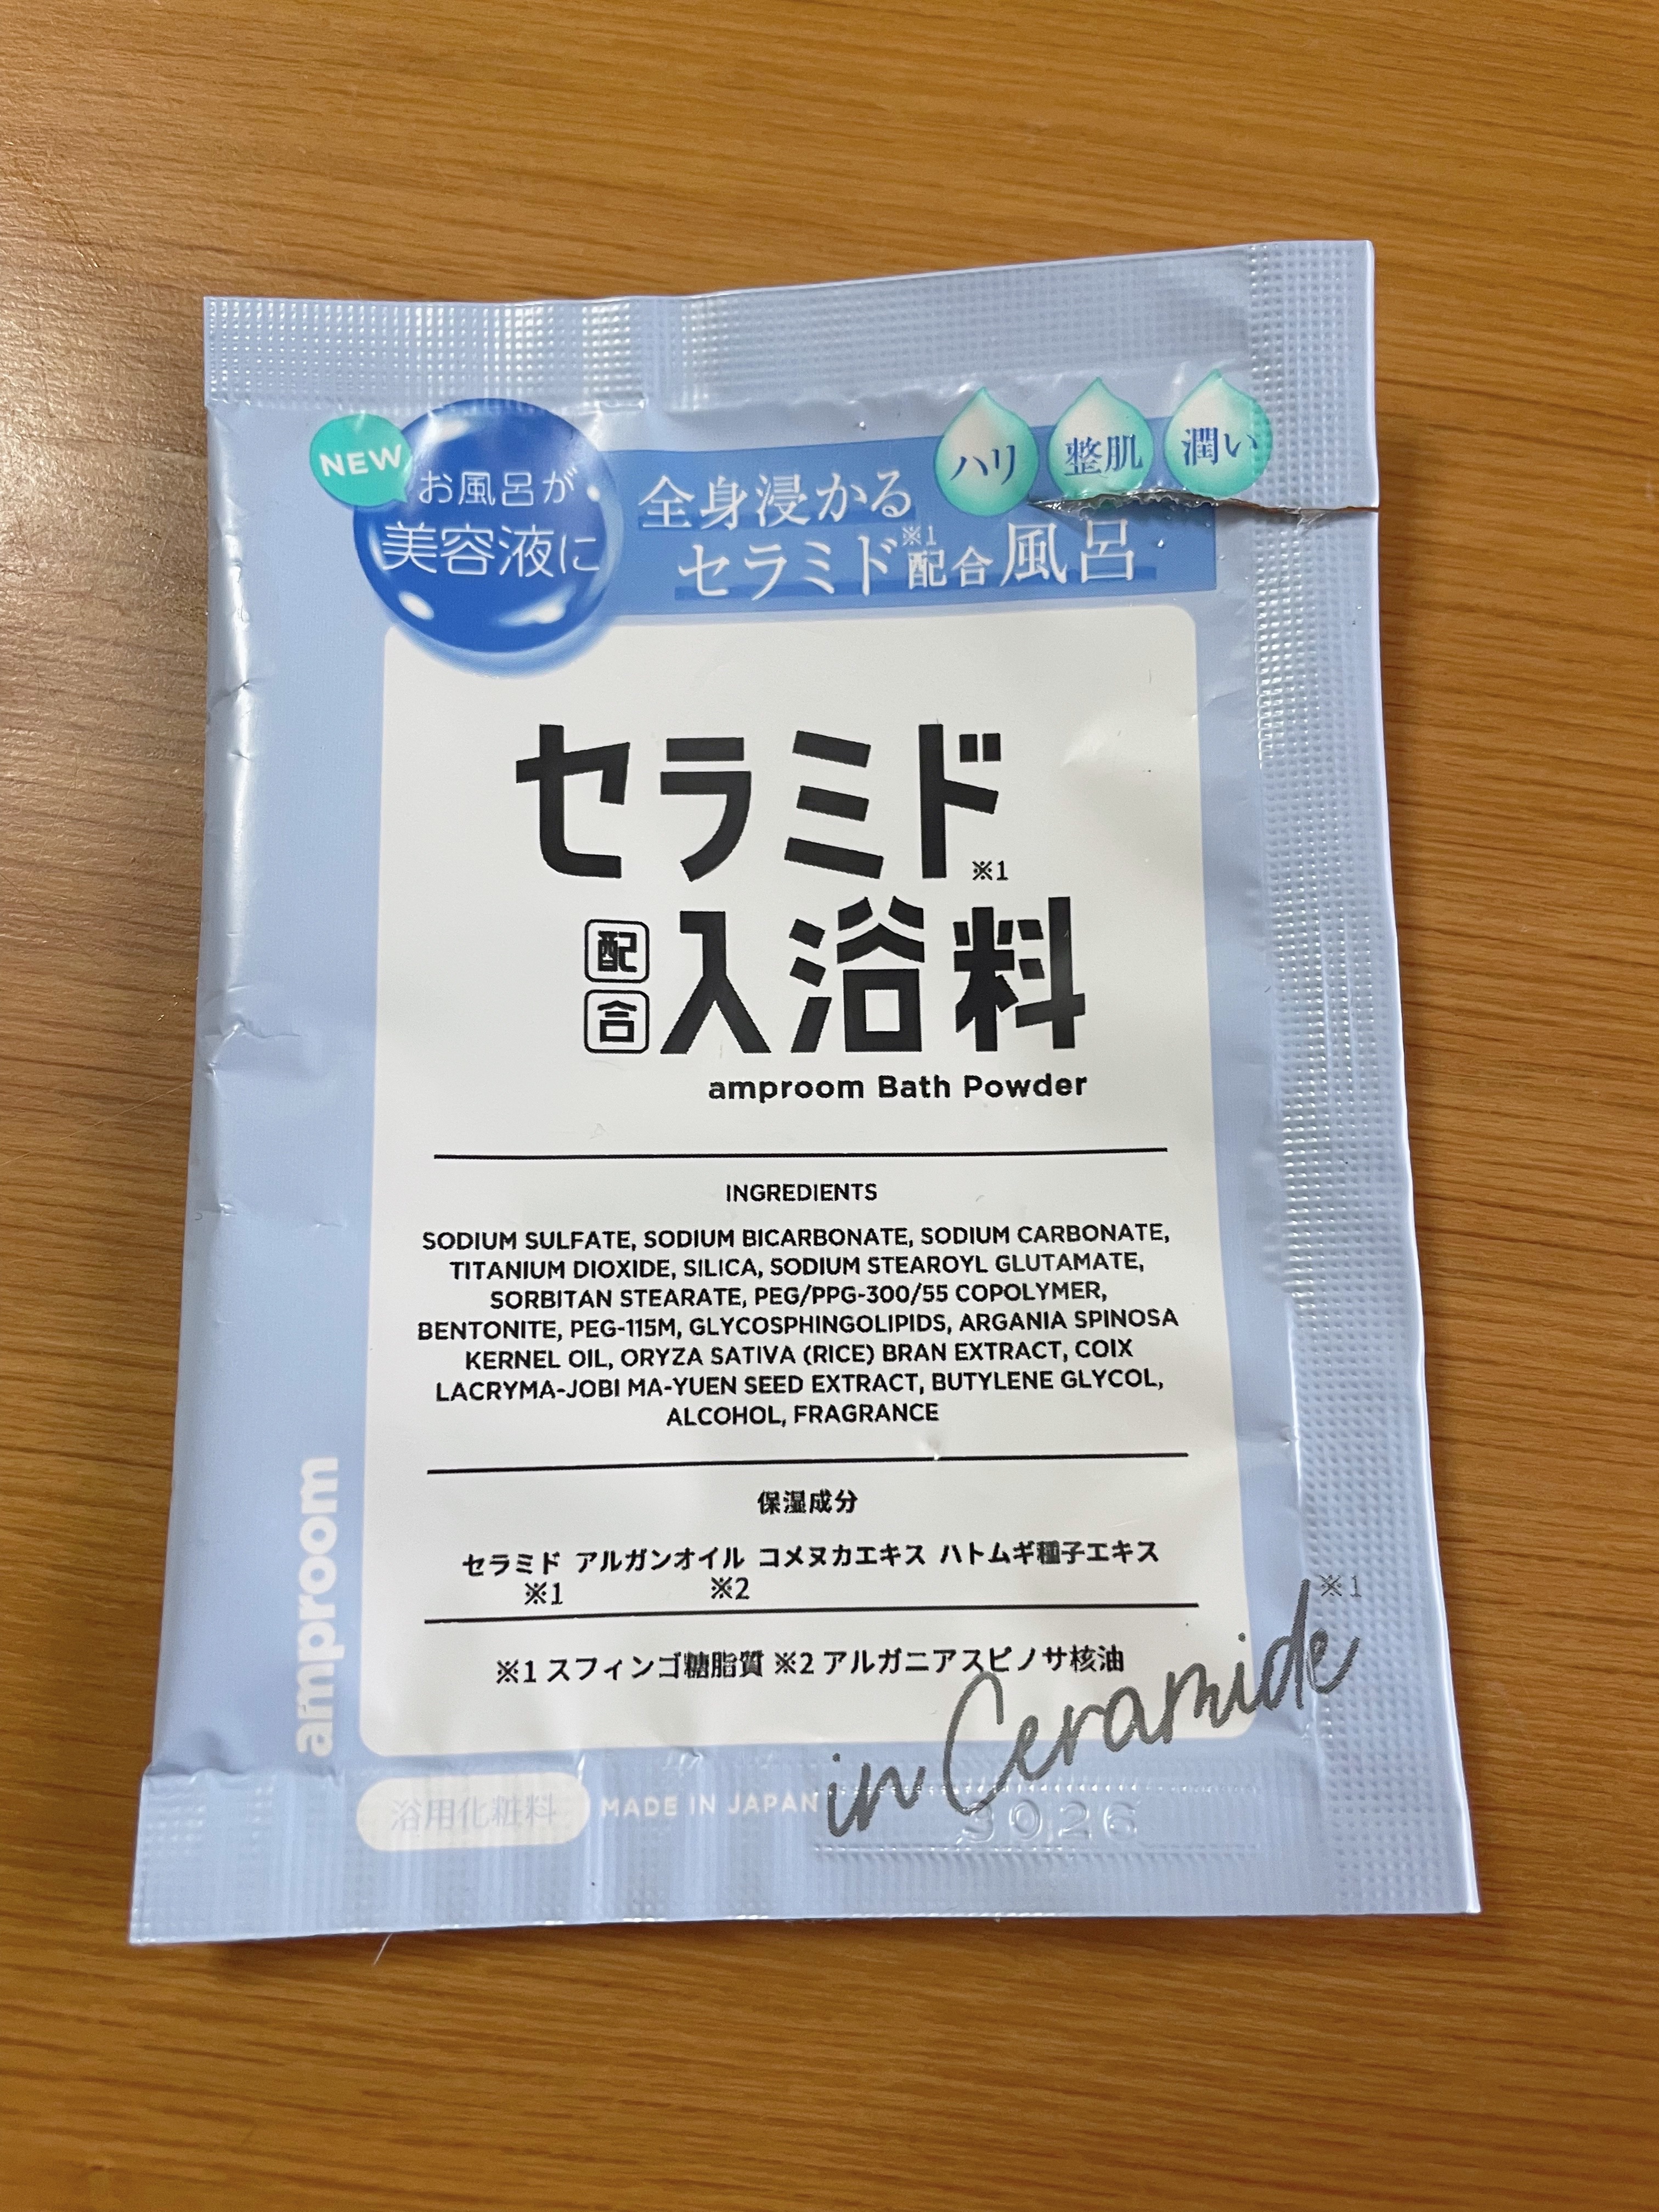 NEW
お風呂が
美容液に
全身浸かる
セラミド※1配合風呂
ハリ
整肌
潤い
セラミド※1
配合入浴料
amproom Bath Powder
INGREDIENTS
SODIUM SULFATE, SODIUM BICARBONATE, SODIUM CARBONATE,
TITANIUM DIOXIDE, SILICA, SODIUM STEAROYL GLUTAMATE,
SORBITAN STEARATE, PEG/PPG-300/55 COPOLYMER,
BENTONITE, PEG-115M, GLYCOSPHINGOLIPIDS, ARGANIA SPINOSA
KERNEL OIL, ORYZA SATIVA (RICE) BRAN EXTRACT, COIX
LACRYMA-JOBI MA-YUEN SEED EXTRACT, BUTYLENE GLYCOL,
ALCOHOL, FRAGRANCE
保湿成分
セラミド アルガンオイル コメヌカエキス ハトムギ種子エキス
※1 ※2
※1 スフィンゴ糖脂質 ※2 アルガニアスピノサ核油
in Ceramide ※1
amproom
浴用化粧料
MADE IN JAPAN
3026